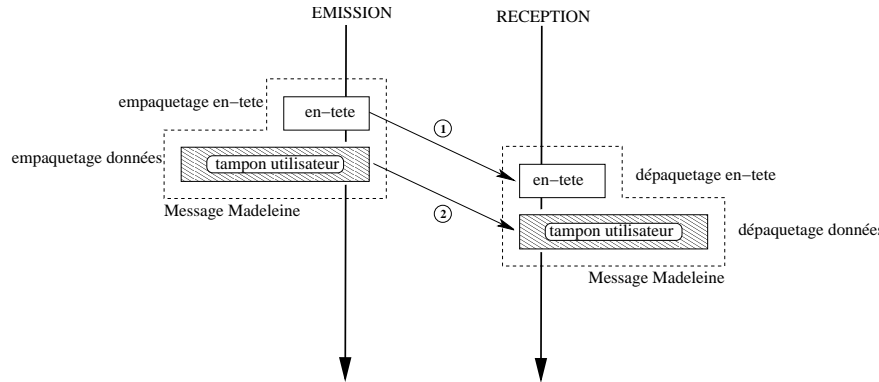 EMISSION
RECEPTION
empaquetage en−tete
en−tete
1
empaquetage données
tampon utilisateur
Message Madeleine
2
en−tete
dépaquetage en−tete
tampon utilisateur
dépaquetage données
Message Madeleine